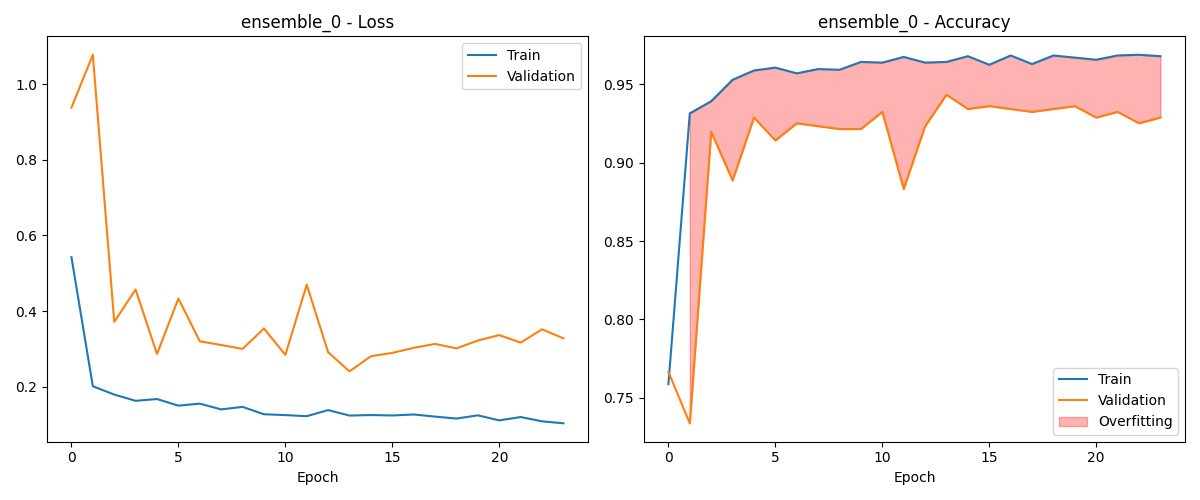 ensemble_0 - Loss
Train
Validation
1.0
0.8
0.6
0.4
0.2
0
5
10
15
20
Epoch
ensemble_0 - Accuracy
0.95
0.90
0.85
0.80
0.75
Train
Validation
Overfitting
0
5
10
15
20
Epoch